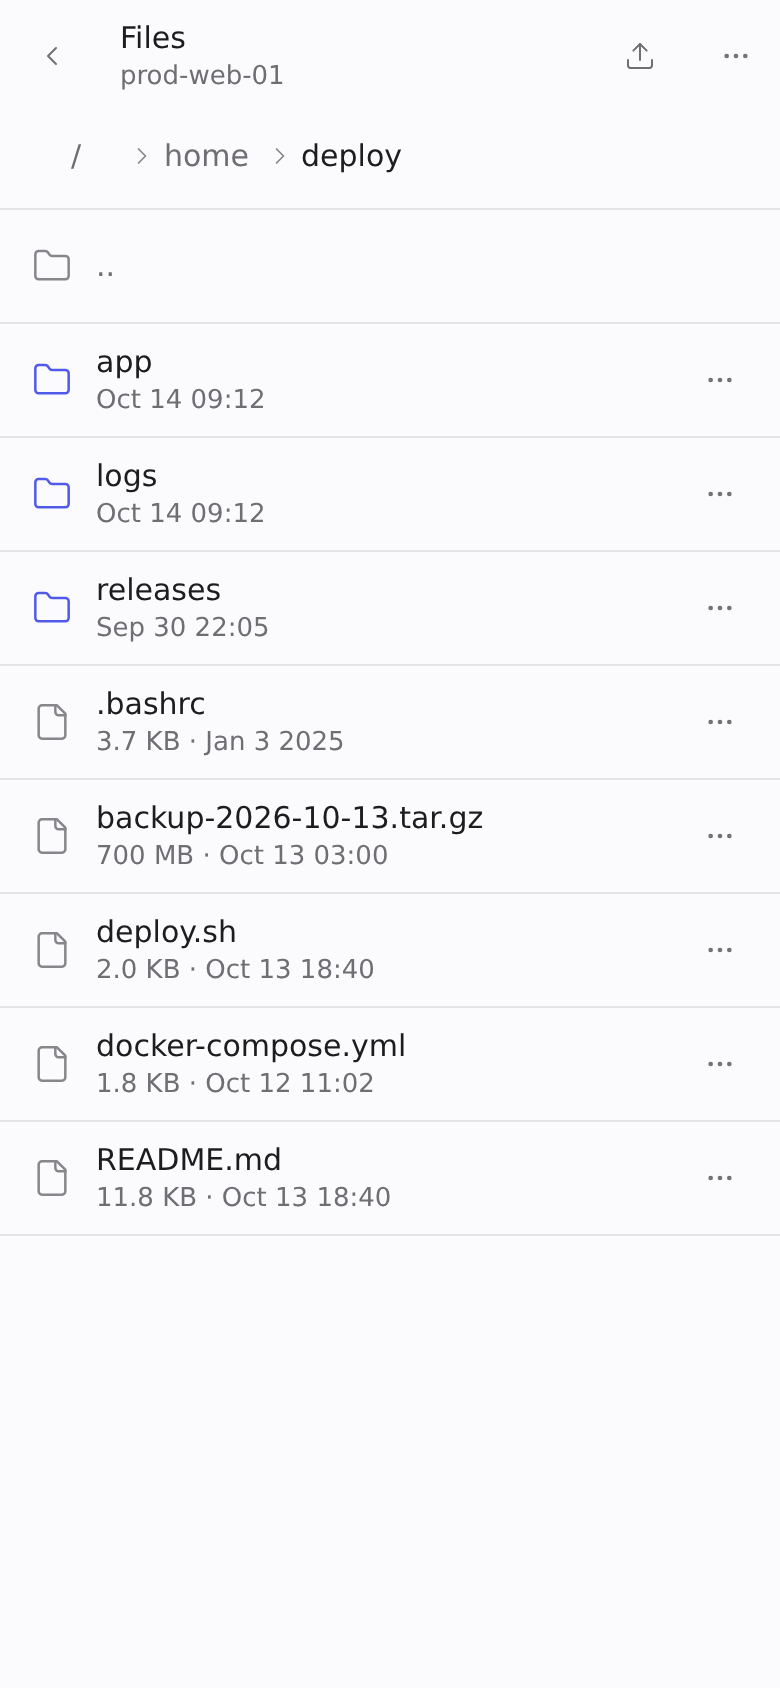 Files
prod-web-01
/ home deploy
..
app
Oct 14 09:12
logs
Oct 14 09:12
releases
Sep 30 22:05
.bashrc
3.7 KB · Jan 3 2025
backup-2026-10-13.tar.gz
700 MB · Oct 13 03:00
deploy.sh
2.0 KB · Oct 13 18:40
docker-compose.yml
1.8 KB · Oct 12 11:02
README.md
11.8 KB · Oct 13 18:40